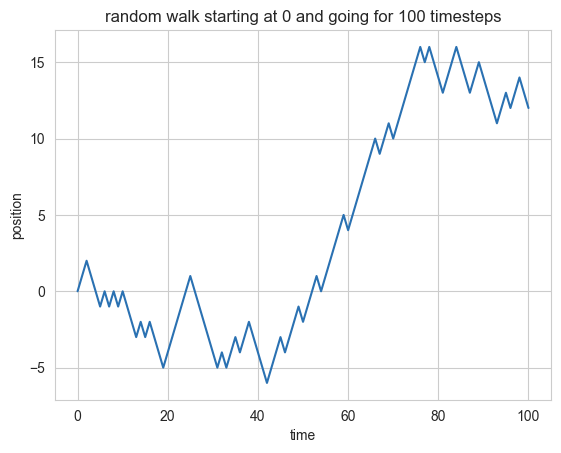 random walk starting at 0 and going for 100 timesteps
position
15
10
5
0
−5
0 20 40 60 80 100
time